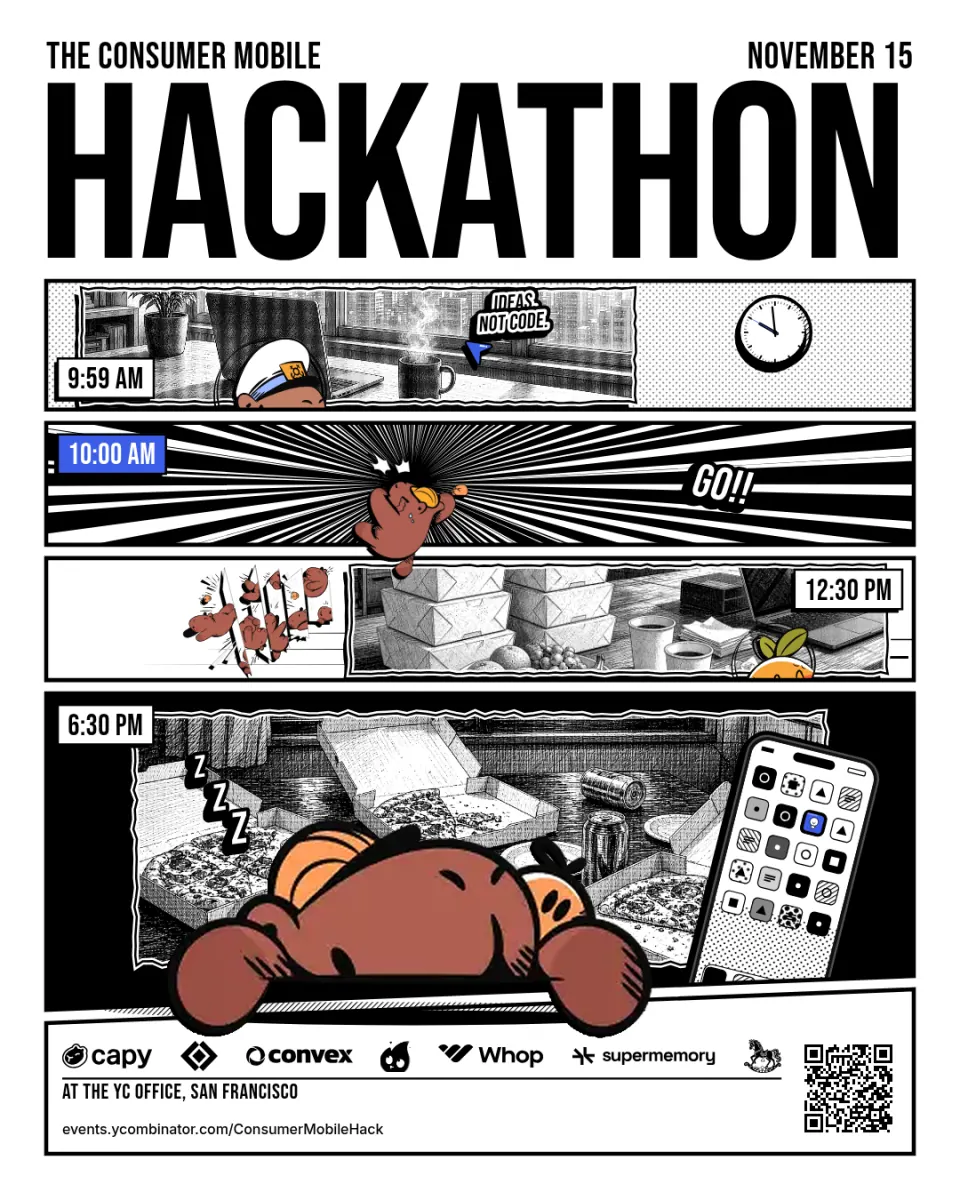 THE CONSUMER MOBILE
NOVEMBER 15
HACKATHON
IDEAS.
NOT CODE.
9:59 AM
10:00 AM
GO!!
12:30 PM
6:30 PM
Z
Z
Z
capy
convex
Whop
supermemory
AT THE YC OFFICE, SAN FRANCISCO
events.ycombinator.com/ConsumerMobileHack